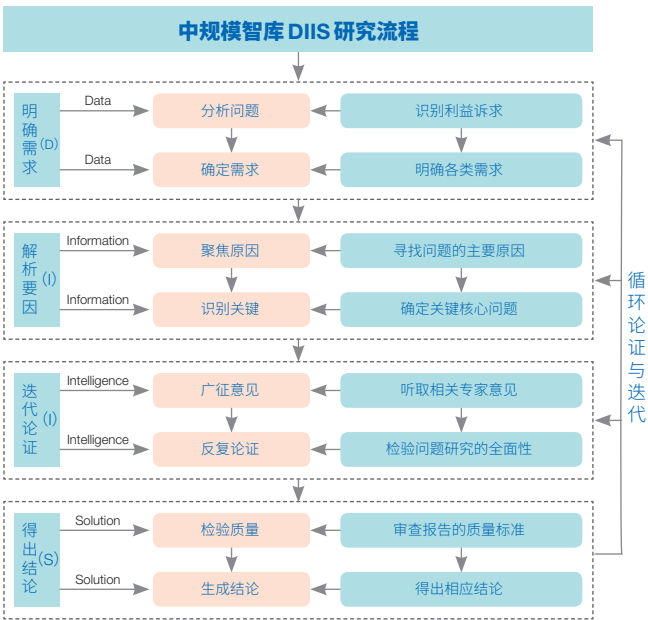 中规模智库 DIIS 研究流程
明确需求(D)
Data
分析问题
识别利益诉求
Data
确定需求
明确各类需求
解析要因(I)
Information
聚焦原因
寻找问题的主要原因
Information
识别关键
确定关键核心问题
迭代论证(I)
Intelligence
广征意见
听取相关专家意见
Intelligence
反复论证
检验问题研究的全面性
得出结论(S)
Solution
检验质量
审查报告的质量标准
Solution
生成结论
得出相应结论
循环论证与迭代